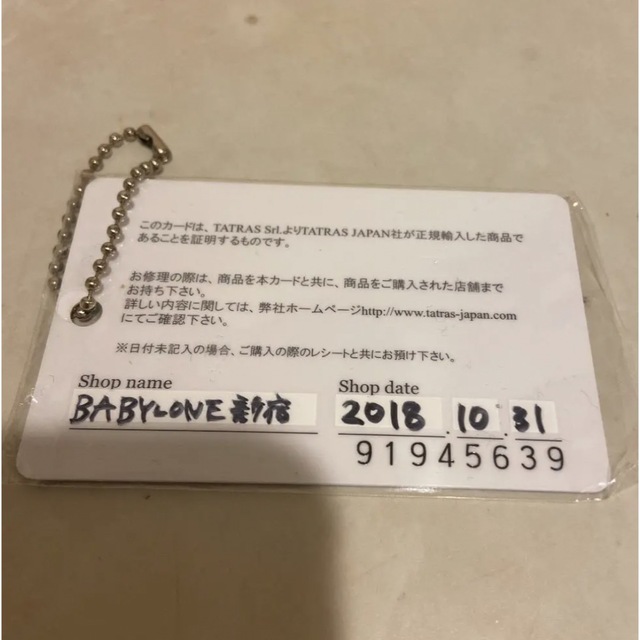 このカードは、TATRAS Srl.よりTATRAS JAPAN社が正規輸入した商品で
あることを証明するものです。
お修理の際は、商品を本カードと共に、商品をご購入された店舗まで
お持ち下さい。
詳しい内容に関しては、弊社ホームページhttp://www.tatras-japan.com
にてご確認下さい。
※日付未記入の場合、ご購入の際のレシートと共にお預け下さい。
Shop name Shop date
BABYLONE新宿 2018.10.31
91945639